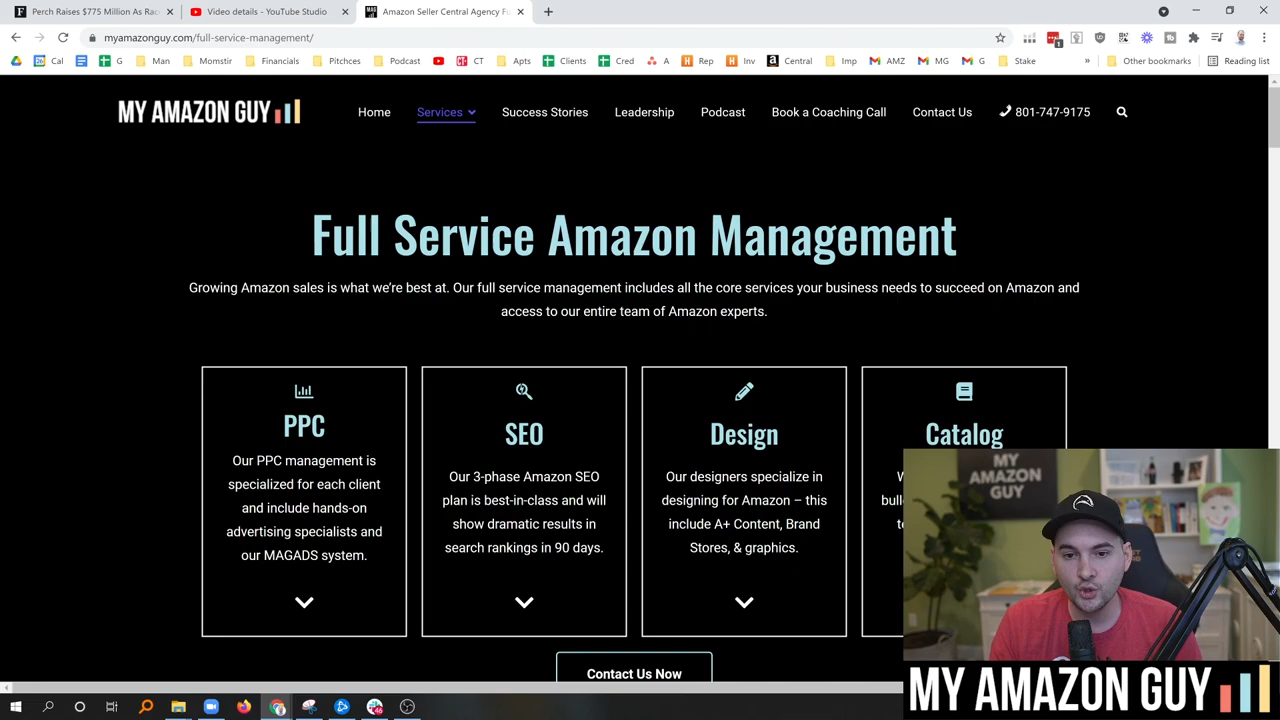 Perch Raises $775 Million As Rac
Video details - YouTube Studio
Amazon Seller Central Agency Fu
myamazonguy.com/full-service-management/
Cal
G
Man
Momstir
Financials
Pitchces
Podcast
CT
Apts
Clients
Cred
A
Rep
Inv
Central
Imp
AMZ
MG
G
Stake
Other bookmarks
Reading list
MY AMAZON GUY
Home
Services
Success Stories
Leadership
Podcast
Book a Coaching Call
Contact Us
801-747-9175
Full Service Amazon Management
Growing Amazon sales is what we're best at. Our full service management includes all the core services your business needs to succeed on Amazon and
access to our entire team of Amazon experts.
PPC
Our PPC management is
specialized for each client
and include hands-on
advertising specialists and
our MAGADS system.
SEO
Our 3-phase Amazon SEO
plan is best-in-class and will
show dramatic results in
search rankings in 90 days.
Design
Our designers specialize in
designing for Amazon – this
include A+ Content, Brand
Stores, & graphics.
Catalog
Contact Us Now
MY
AMAZON
GUY
MY AMAZON GUY